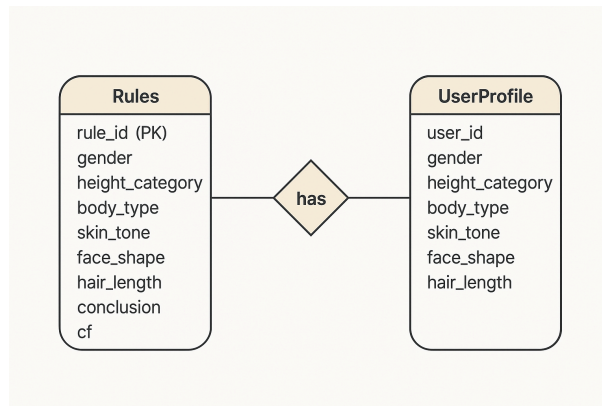 Rules
rule_id (PK)
gender
height_category
body_type
skin_tone
face_shape
hair_length
conclusion
cf
has
UserProfile
user_id
gender
height_category
body_type
skin_tone
face_shape
hair_length